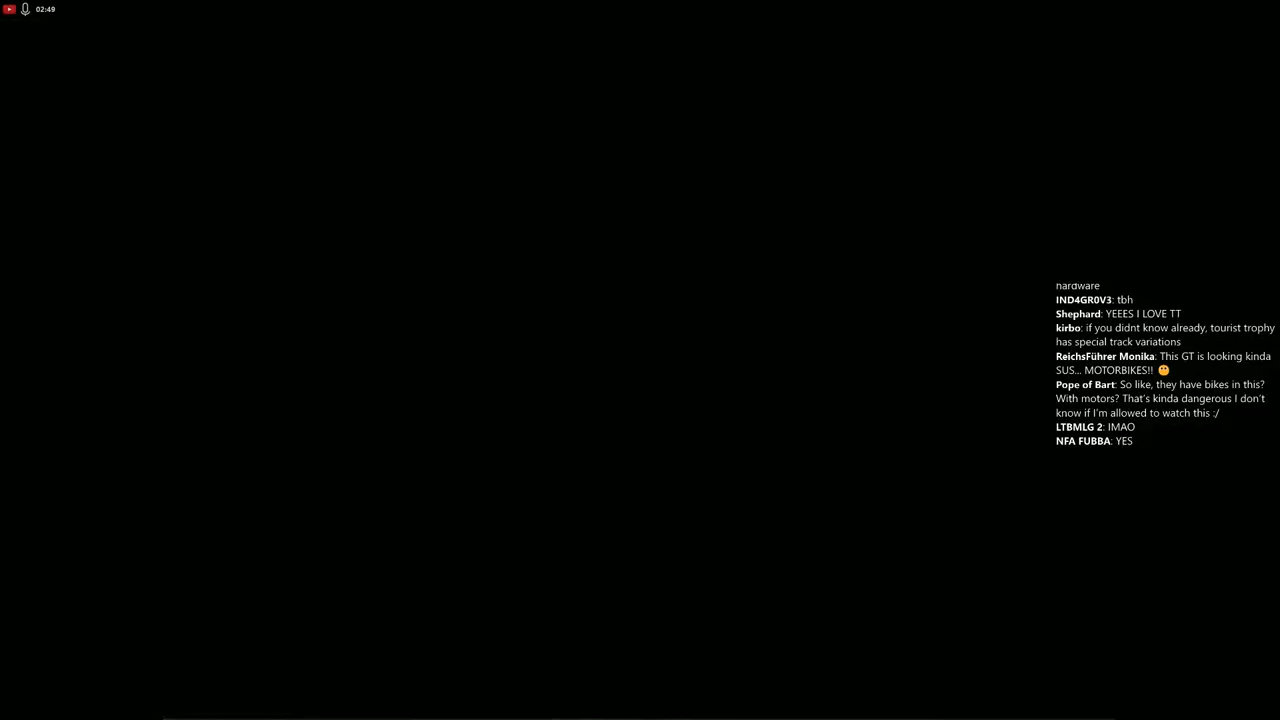 02:49
hardware
IND4GR0V3: tbh
Shephard: YEEES I LOVE TT
kirbo: if you didnt know already, tourist trophy
has special track variations
ReichsFührer Monika: This GT is looking kinda
SUS... MOTORBIKES!! 😶
Pope of Bart: So like, they have bikes in this?
With motors? That's kinda dangerous I don't
know if I'm allowed to watch this :/
LTBMLG 2: lMAO
NFA FUBBA: YES